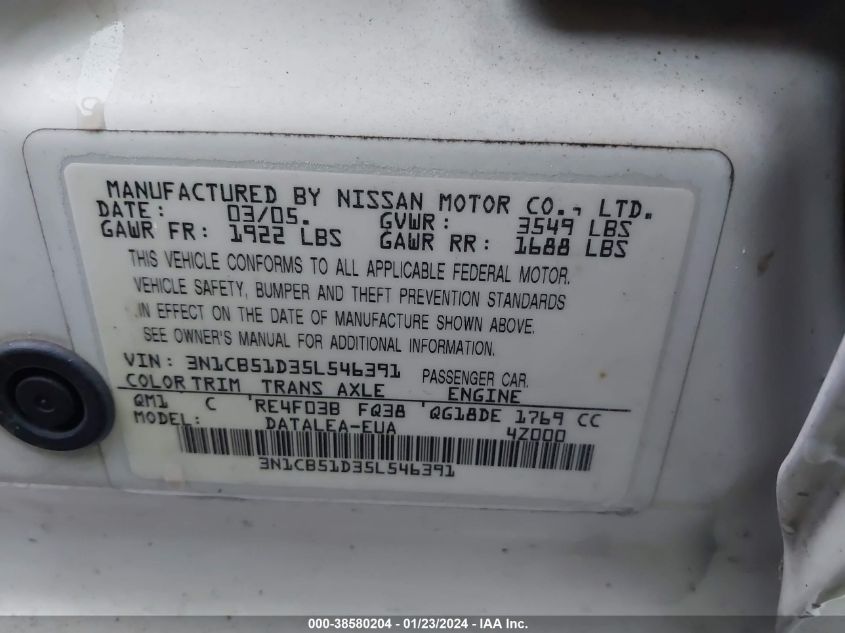 MANUFACTURED BY NISSAN MOTOR CO., LTD.
DATE: 03/05. GVWR: 3549 LBS
GAWR FR: 1922 LBS GAWR RR: 1688 LBS
THIS VEHICLE CONFORMS TO ALL APPLICABLE FEDERAL MOTOR.
VEHICLE SAFETY, BUMPER AND THEFT PREVENTION STANDARDS
IN EFFECT ON THE DATE OF MANUFACTURE SHOWN ABOVE.
SEE OWNER'S MANUAL FOR ADDITIONAL INFORMATION.
VIN: 3N1CB51D35L546391 PASSENGER CAR.
COLOR TRIM TRANS AXLE ENGINE
QM1 C RE4F03B FQ38 QG18DE 1769 CC
MODEL: DATALEA-EUA 4Z000
3N1CB51D35L546391
000-38580204 - 01/23/2024 - IAA Inc.